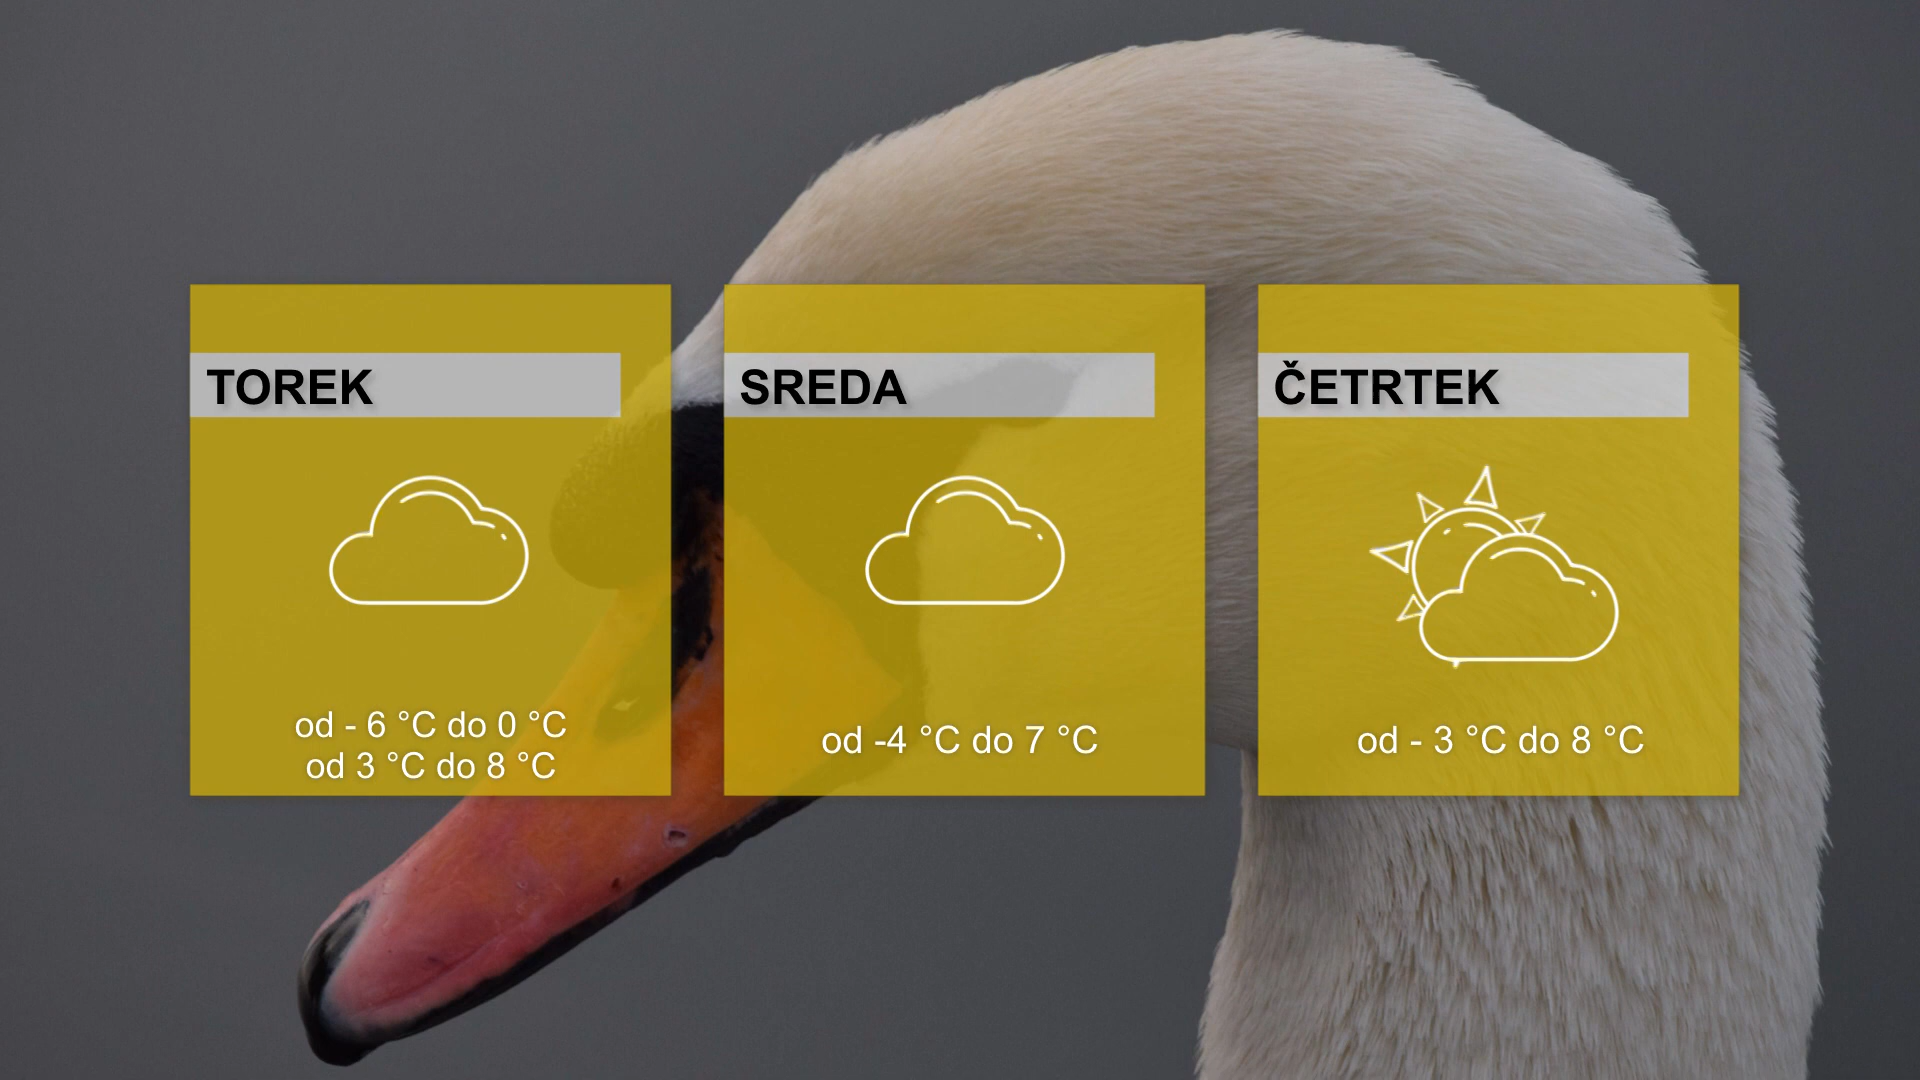 TOREK
od - 6 °C do 0 °C
od 3 °C do 8 °C
SREDA
od -4 °C do 7 °C
ČETRTEK
od - 3 °C do 8 °C